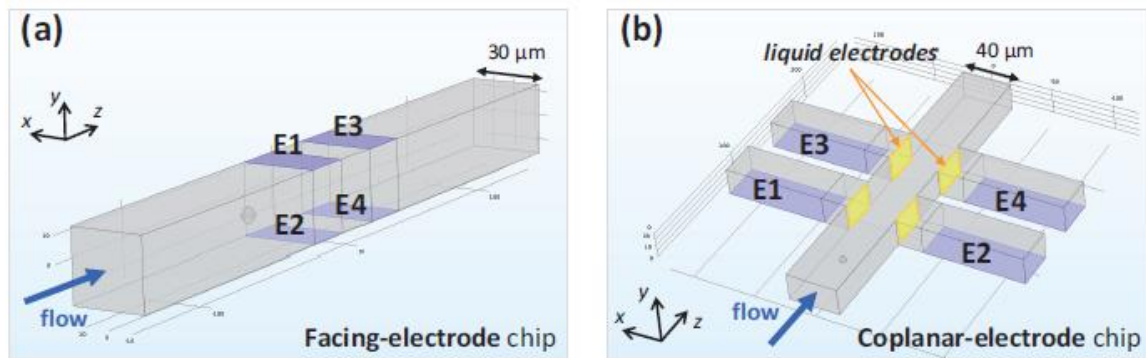 (a)
30 μm
y
x
z
E3
E1
E4
E2
flow
Facing-electrode chip
(b)
liquid electrodes
40 μm
E3
E1
E4
E2
y
x
z
flow
Coplanar-electrode chip